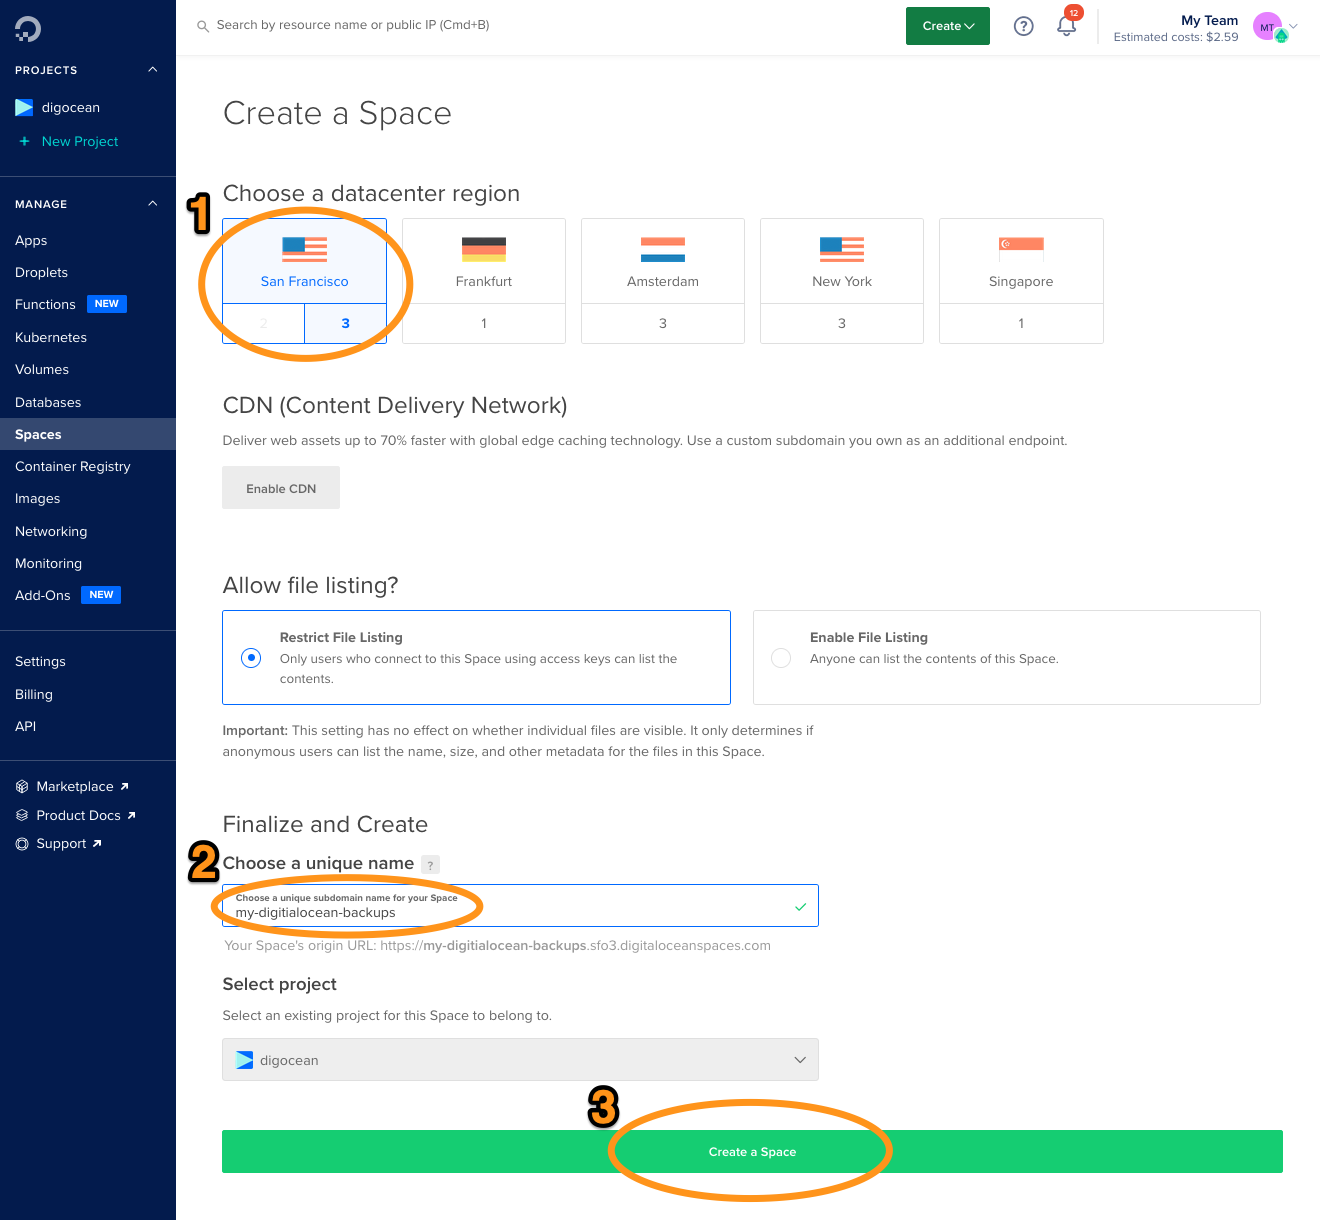 Search by resource name or public IP (Cmd+B)
Create
12
My Team
Estimated costs: $2.59
MT
PROJECTS
digocean
+ New Project
MANAGE
Apps
Droplets
Functions NEW
Kubernetes
Volumes
Databases
Spaces
Container Registry
Images
Networking
Monitoring
Add-Ons NEW
Settings
Billing
API
Marketplace
Product Docs
Support
Create a Space
1
Choose a datacenter region
San Francisco
2 3
Frankfurt
1
Amsterdam
3
New York
3
Singapore
1
CDN (Content Delivery Network)
Deliver web assets up to 70% faster with global edge caching technology. Use a custom subdomain you own as an additional endpoint.
Enable CDN
Allow file listing?
Restrict File Listing
Only users who connect to this Space using access keys can list the
contents.
Enable File Listing
Anyone can list the contents of this Space.
Important: This setting has no effect on whether individual files are visible. It only determines if
anonymous users can list the name, size, and other metadata for the files in this Space.
Finalize and Create
2
Choose a unique name ?
Choose a unique subdomain name for your Space
my-digitialocean-backups
Your Space's origin URL: https://my-digitialocean-backups.sfo3.digitaloceanspaces.com
Select project
Select an existing project for this Space to belong to.
digocean
3
Create a Space